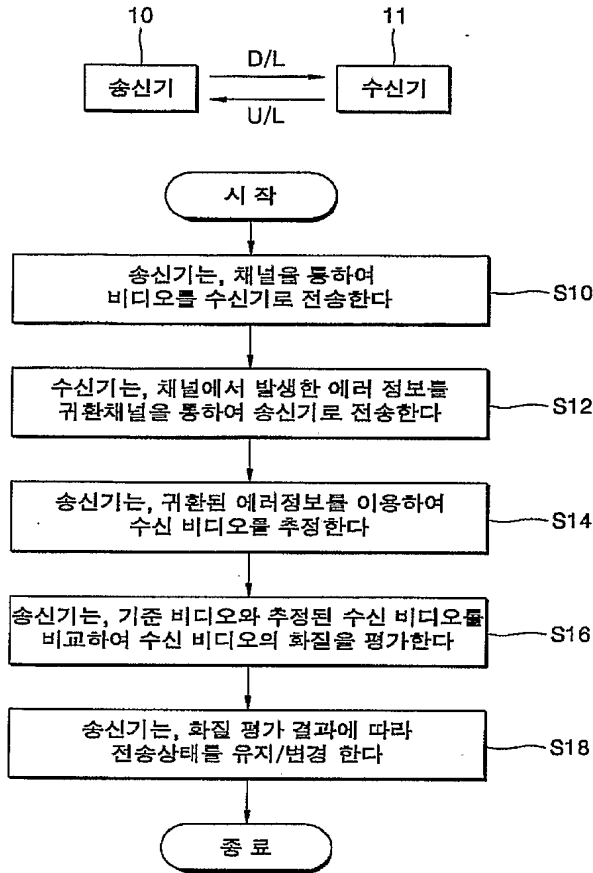 10
11
송신기
D/L
U/L
수신기
시 작
송신기는, 채널을 통하여
비디오를 수신기로 전송한다
S10
수신기는, 채널에서 발생한 에러 정보를
귀환채널을 통하여 송신기로 전송한다
S12
송신기는, 귀환된 에러정보를 이용하여
수신 비디오를 추정한다
S14
송신기는, 기준 비디오와 추정된 수신 비디오를
비교하여 수신 비디오의 화질을 평가한다
S16
송신기는, 화질 평가 결과에 따라
전송상태를 유지/변경 한다
S18
종 료